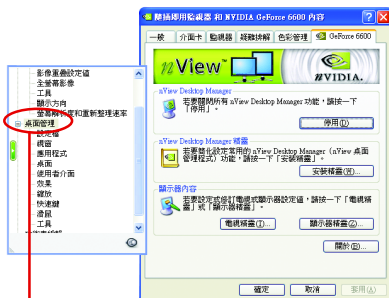 隨插即用監視器 和 NVIDIA GeForce 6600 內容
一般
介面卡
監視器
疑難排解
色彩管理
GeForce 6600
nView™
NVIDIA.
nView Desktop Manager
若要關閉所有 nView Desktop Manager 功能，請按一下
「停用」。
停用(D)
nView Desktop Manager 精靈
若要簡化設定常用的 nView Desktop Manager（nView 桌面
管理程式）功能，請按一下「安裝精靈」。
安裝精靈(W)...
顯示器內容
若要設定或修訂電視或顯示器設定值，請按一下「電視精
靈」或「顯示器精靈」。
電視精靈(T)...
顯示器精靈(Z)...
關於(B)...
確定
取消
套用(A)
影像重疊設定值
全螢幕影像
工具
顯示方向
螢幕解析度和重新整理速率
桌面管理
設定檔
視窗
應用程式
桌面
使用者介面
效果
縮放
快速鍵
滑鼠
工具